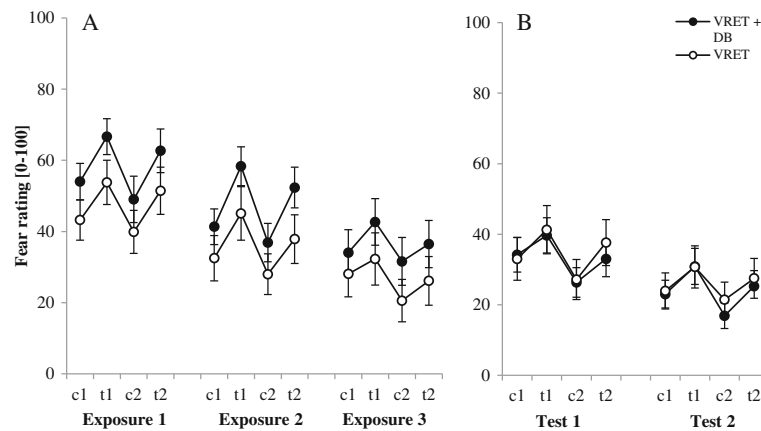 A
100
80
60
40
20
0
Fear rating [0-100]
c1 t1 c2 t2 c1 t1 c2 t2 c1 t1 c2 t2
Exposure 1 Exposure 2 Exposure 3
B
VRET +
DB
VRET
100
80
60
40
20
0
c1 t1 c2 t2 c1 t1 c2 t2
Test 1 Test 2